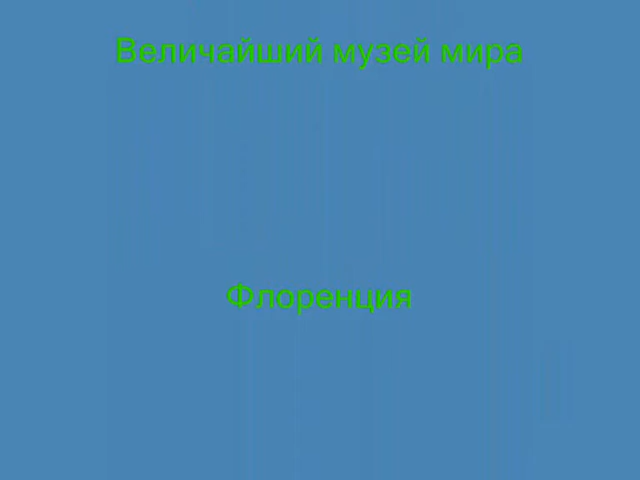 Величайший музей мира
Флоренция